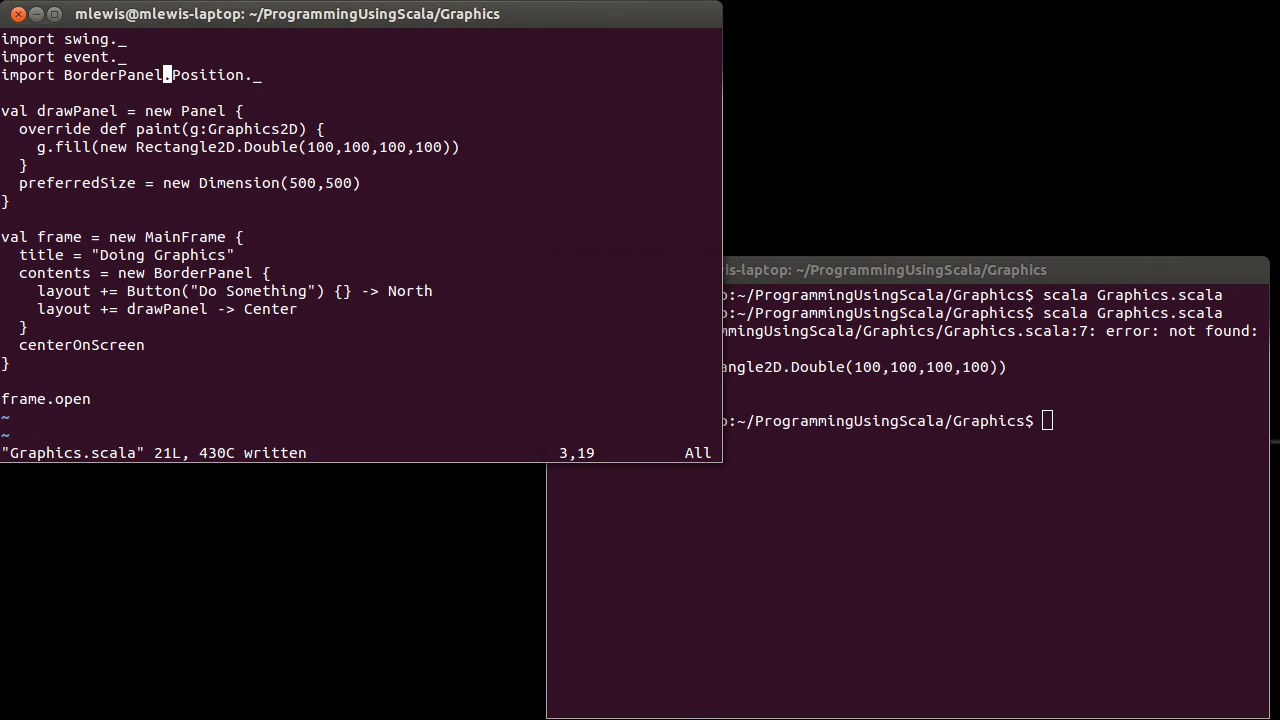 mlewis@mlewis-laptop: ~/ProgrammingUsingScala/Graphics
import swing._
import event._
import BorderPanel.Position._
val drawPanel = new Panel {
  override def paint(g:Graphics2D) {
    g.fill(new Rectangle2D.Double(100,100,100,100))
  }
  preferredSize = new Dimension(500,500)
}
val frame = new MainFrame {
  title = "Doing Graphics"
  contents = new BorderPanel {
    layout += Button("Do Something") {} -> North
    layout += drawPanel -> Center
  }
  centerOnScreen
}
frame.open
~
~
"Graphics.scala" 21L, 430C written 3,19 All
is-laptop: ~/ProgrammingUsingScala/Graphics
:~/ProgrammingUsingScala/Graphics$ scala Graphics.scala
:~/ProgrammingUsingScala/Graphics$ scala Graphics.scala
mmingUsingScala/Graphics/Graphics.scala:7: error: not found:
angle2D.Double(100,100,100,100))
:~/ProgrammingUsingScala/Graphics$